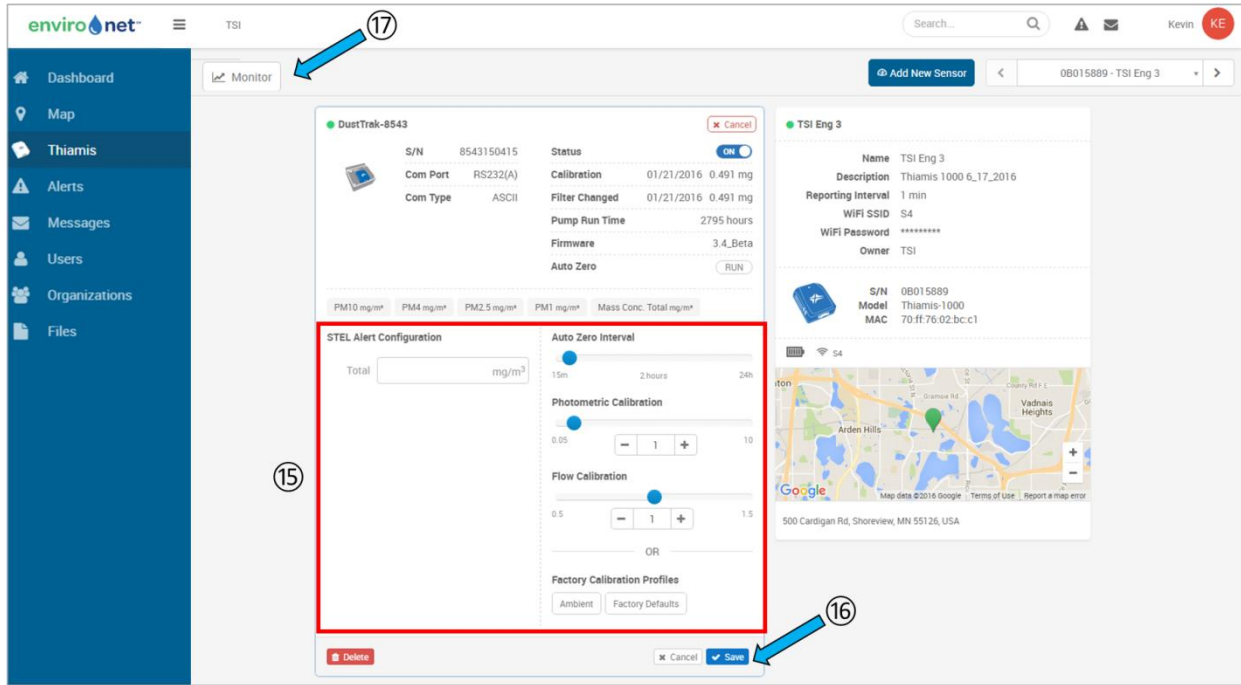 enviro net™
TSI
⑰
Search...
Kevin
KE
Dashboard
Map
Thiamis
Alerts
Messages
Users
Organizations
Files
Monitor
Add New Sensor
0B015889 - TSI Eng 3
DustTrak-8543
Cancel
S/N 8543150415
Com Port RS232(A)
Com Type ASCII
Status ON
Calibration 01/21/2016 0.491 mg
Filter Changed 01/21/2016 0.491 mg
Pump Run Time 2795 hours
Firmware 3.4_Beta
Auto Zero RUN
PM10 mg/m³ PM4 mg/m³ PM2.5 mg/m³ PM1 mg/m³ Mass Conc. Total mg/m³
⑮
STEL Alert Configuration
Total mg/m³
Auto Zero Interval
15m 2 hours 24h
Photometric Calibration
0.05 − 1 + 10
Flow Calibration
0.5 − 1 + 1.5
OR
Factory Calibration Profiles
Ambient Factory Defaults
⑯
Delete
Cancel Save
TSI Eng 3
Name TSI Eng 3
Description Thiamis 1000 6_17_2016
Reporting Interval 1 min
WiFi SSID S4
WiFi Password *********
Owner TSI
S/N 0B015889
Model Thiamis-1000
MAC 70:ff:76:02:bc:c1
S4
Gramsie Rd
County Rd F E
Vadnais
Heights
Arden Hills
+
−
Google
Map data ©2016 Google Terms of Use Report a map error
500 Cardigan Rd, Shoreview, MN 55126, USA